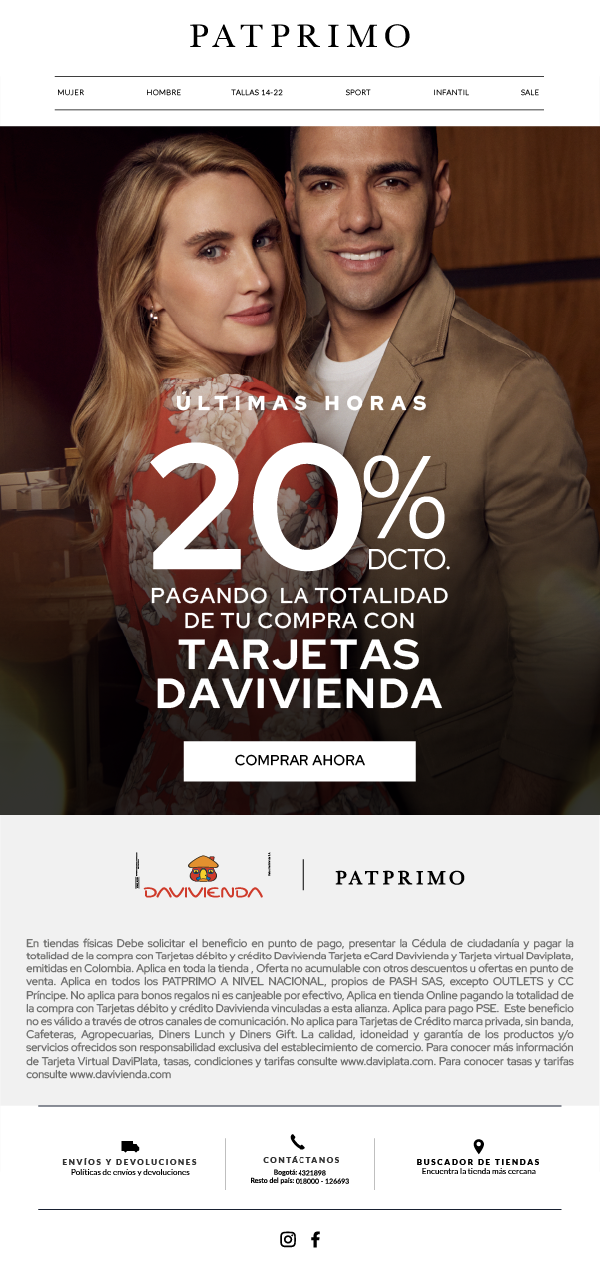 PATPRIMO
MUJER HOMBRE TALLAS 14-22 SPORT INFANTIL SALE
ÚLTIMAS HORAS
20%
DCTO.
PAGANDO LA TOTALIDAD
DE TU COMPRA CON
TARJETAS
DAVIVIENDA
COMPRAR AHORA
DAVIVIENDA PATPRIMO
En tiendas físicas Debe solicitar el beneficio en punto de pago, presentar la Cédula de ciudadanía y pagar la
totalidad de la compra con Tarjetas débito y crédito Davivienda Tarjeta eCard Davivienda y Tarjeta virtual Daviplata,
emitidas en Colombia. Aplica en toda la tienda , Oferta no acumulable con otros descuentos u ofertas en punto de
venta. Aplica en todos los PATPRIMO A NIVEL NACIONAL, propios de PASH SAS, excepto OUTLETS y CC
Príncipe. No aplica para bonos regalos ni es canjeable por efectivo, Aplica en tienda Online pagando la totalidad de
la compra con Tarjetas débito y crédito Davivienda vinculadas a esta alianza. Aplica para pago PSE. Este beneficio
no es válido a través de otros canales de comunicación. No aplica para Tarjetas de Crédito marca privada, sin banda,
Cafeteras, Agropecuarias, Diners Lunch y Diners Gift. La calidad, idoneidad y garantía de los productos y/o
servicios ofrecidos son responsabilidad exclusiva del establecimiento de comercio. Para conocer más información
de Tarjeta Virtual DaviPlata, tasas, condiciones y tarifas consulte www.daviplata.com. Para conocer tasas y tarifas
consulte www.davivienda.com
ENVÍOS Y DEVOLUCIONES
Políticas de envíos y devoluciones
CONTÁCTANOS
Bogotá: 4321898
Resto del país: 018000 - 126693
BUSCADOR DE TIENDAS
Encuentra la tienda más cercana